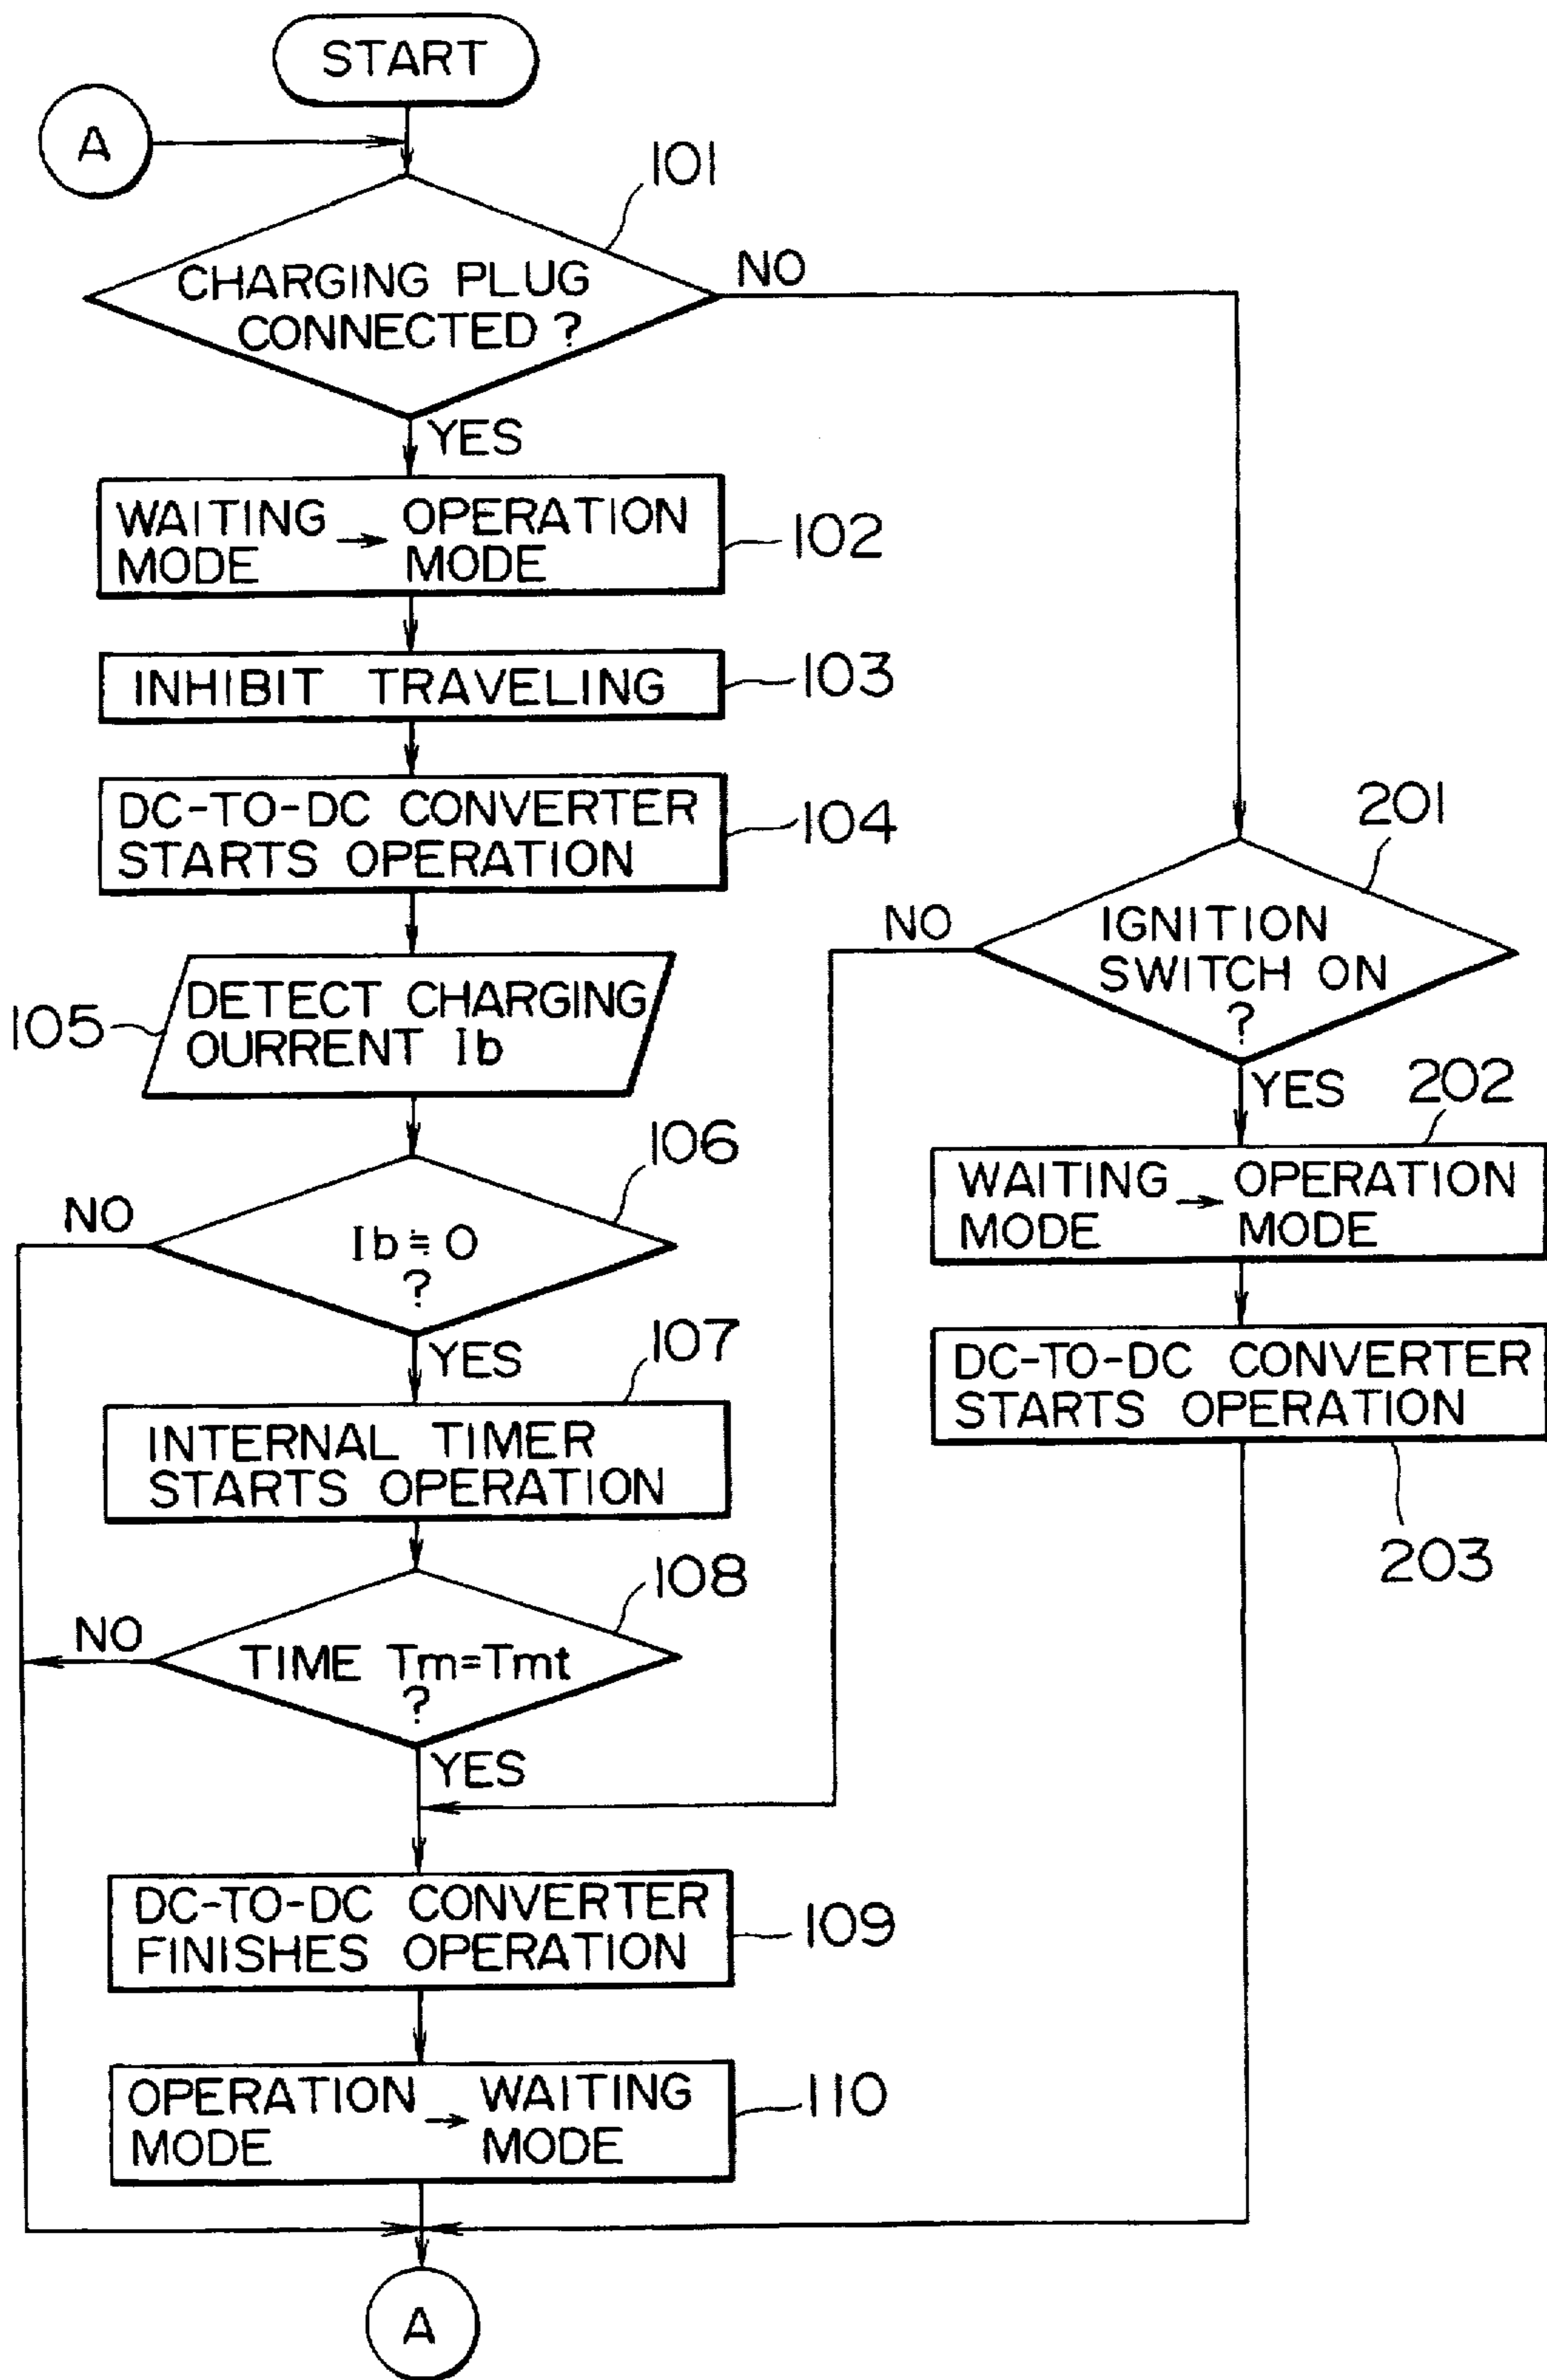 START
A
101
CHARGING PLUG
CONNECTED ?
NO
YES
WAITING → OPERATION
MODE MODE
102
INHIBIT TRAVELING
103
DC-TO-DC CONVERTER
STARTS OPERATION
104
DETECT CHARGING
OURRENT Ib
105
106
Ib≒0
?
NO
YES
107
INTERNAL TIMER
STARTS OPERATION
108
TIME Tm=Tmt
?
NO
YES
DC-TO-DC CONVERTER
FINISHES OPERATION
109
OPERATION → WAITING
MODE MODE
110
201
IGNITION
SWITCH ON
?
NO
YES
202
WAITING → OPERATION
MODE MODE
DC-TO-DC CONVERTER
STARTS OPERATION
203
A